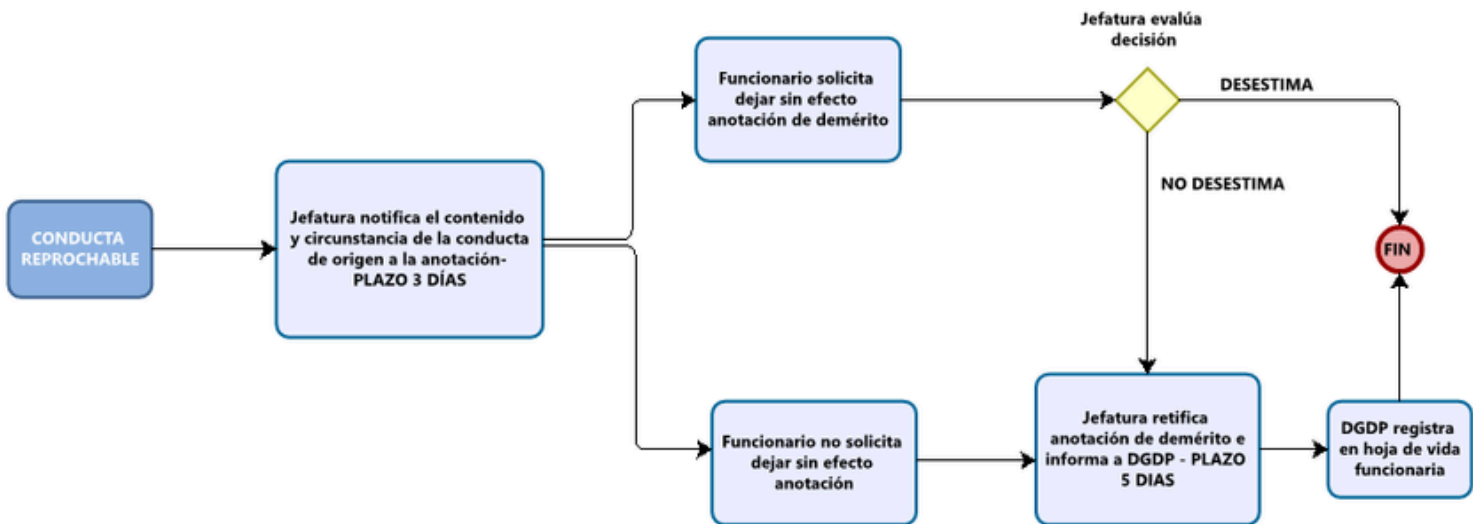 Jefatura evalúa
decisión
Funcionario solicita
dejar sin efecto
anotación de demérito
DESESTIMA
NO DESESTIMA
Jefatura notifica el contenido
y circunstancia de la conducta
de origen a la anotación-
PLAZO 3 DÍAS
CONDUCTA
REPROCHABLE
FIN
Funcionario no solicita
dejar sin efecto
anotación
Jefatura retifica
anotación de demérito e
informa a DGDP - PLAZO
5 DIAS
DGDP registra
en hoja de vida
funcionaria